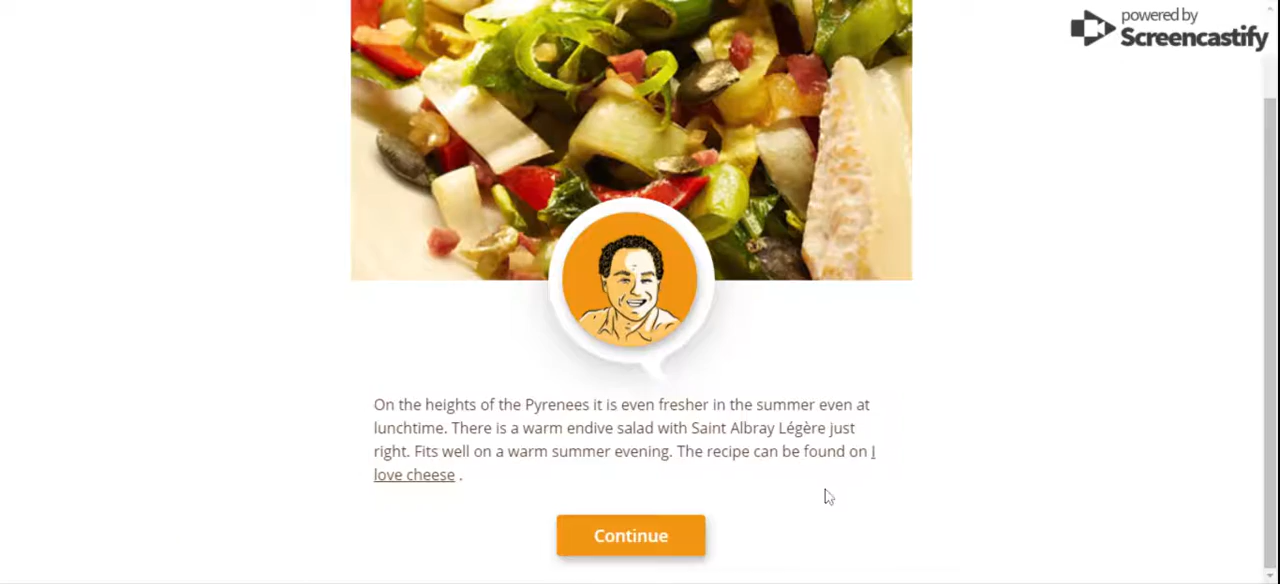 powered by
Screencastify
On the heights of the Pyrenees it is even fresher in the summer even at
lunchtime. There is a warm endive salad with Saint Albray Légère just
right. Fits well on a warm summer evening. The recipe can be found on I
love cheese .
Continue